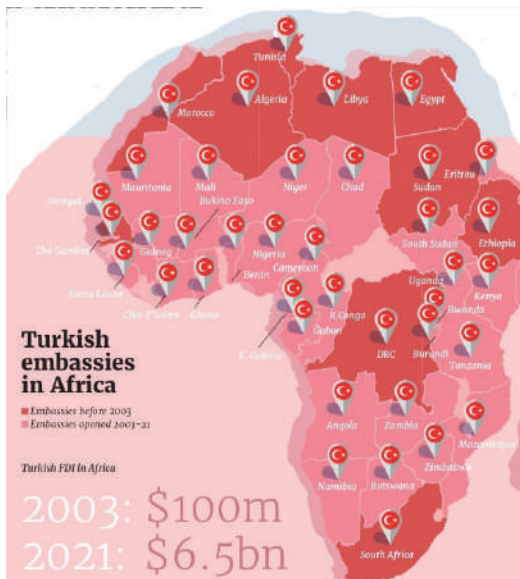 Tunisia
Morocco
Algeria
Libya
Egypt
Mauritania
Mali
Niger
Chad
Sudan
Eritrea
Senegal
Bukino Faso
The Gambia
Guinea
Nigeria
South Sudan
Ethiopia
Benin
Cameroon
Sierra Leone
Côte d'Ivoire
Ghana
Uganda
Kenya
R.Congo
Rwanda
E. Guinea
Gabon
DRC
Burundi
Tanzania
Turkish
embassies
in Africa
Embassies before 2003
Embassies opened 2003–21
Angola
Zambia
Mozambique
Zimbabwe
Namibia
Botswana
South Africa
Turkish FDI in Africa
2003: $100m
2021: $6.5bn